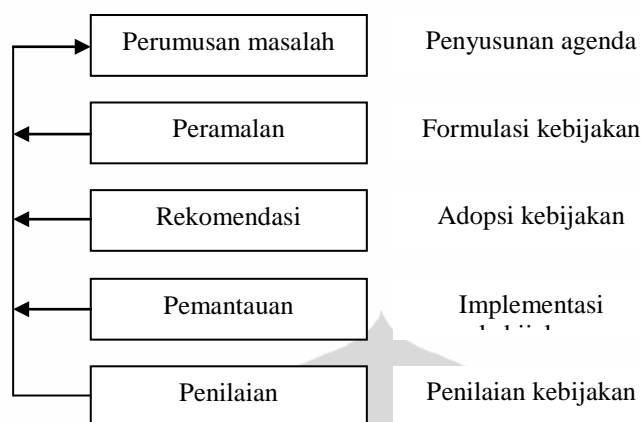 Perumusan masalah Penyusunan agenda
Peramalan Formulasi kebijakan
Rekomendasi Adopsi kebijakan
Pemantauan Implementasi
Penilaian Penilaian kebijakan